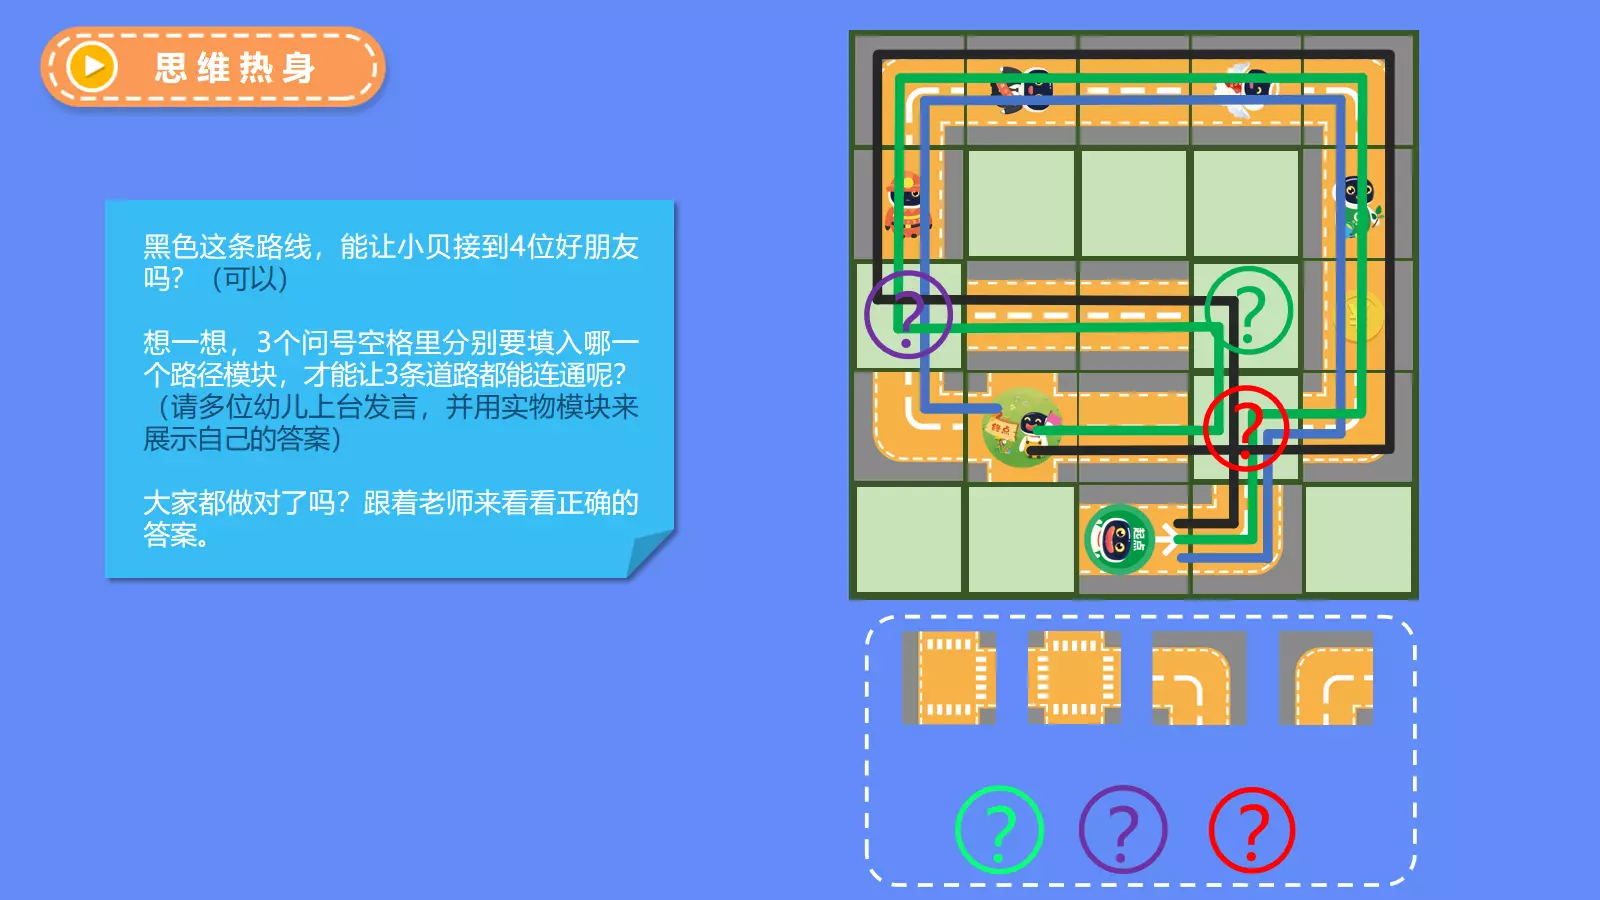 思维热身
黑色这条路线，能让小贝接到4位好朋友
吗？（可以）
想一想，3个问号空格里分别要填入哪一
个路径模块，才能让3条道路都能连通呢？
（请多位幼儿上台发言，并用实物模块来
展示自己的答案）
大家都做对了吗？跟着老师来看看正确的
答案。
?
?
?
终点
起点
?
?
?